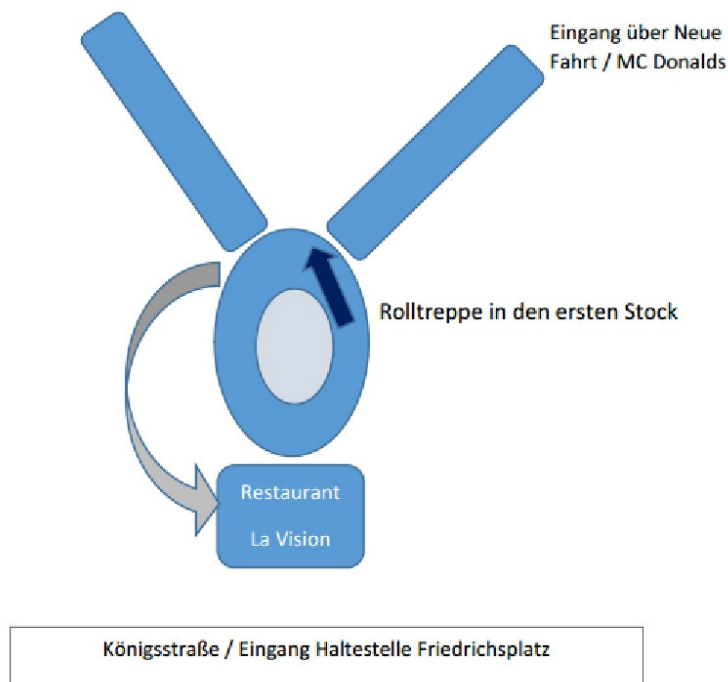 Eingang über Neue
Fahrt / MC Donalds
Rolltreppe in den ersten Stock
Restaurant
La Vision
Königsstraße / Eingang Haltestelle Friedrichsplatz